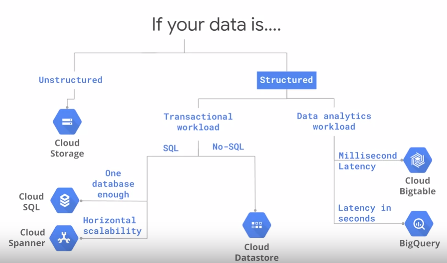 If your data is....
Unstructured
Structured
Cloud
Storage
Transactional
workload
Data analytics
workload
SQL
No-SQL
One
database
enough
Cloud
SQL
Horizontal
scalability
Cloud
Spanner
Cloud
Datastore
Millisecond
Latency
Cloud
Bigtable
Latency in
seconds
BigQuery